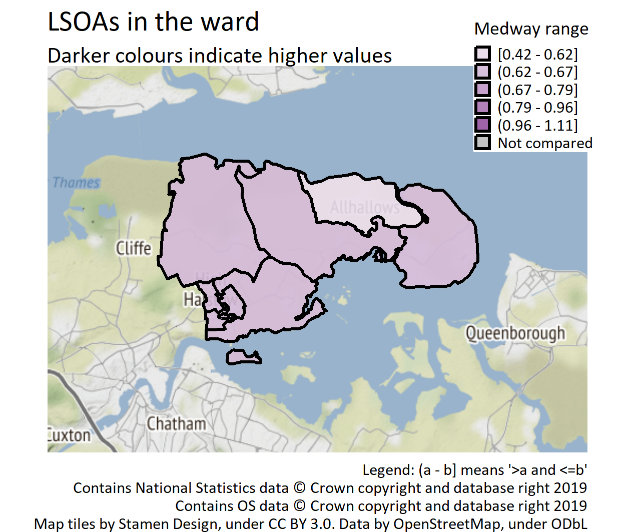 LSOAs in the ward
Darker colours indicate higher values
Medway range
[0.42 - 0.62]
(0.62 - 0.67]
(0.67 - 0.79]
(0.79 - 0.96]
(0.96 - 1.11]
Not compared
Thames
Allhallows
Cliffe
Queenborough
Chatham
Legend: (a - b] means '>a and <=b'
Contains National Statistics data © Crown copyright and database right 2019
Contains OS data © Crown copyright and database right 2019
Map tiles by Stamen Design, under CC BY 3.0. Data by OpenStreetMap, under ODbL